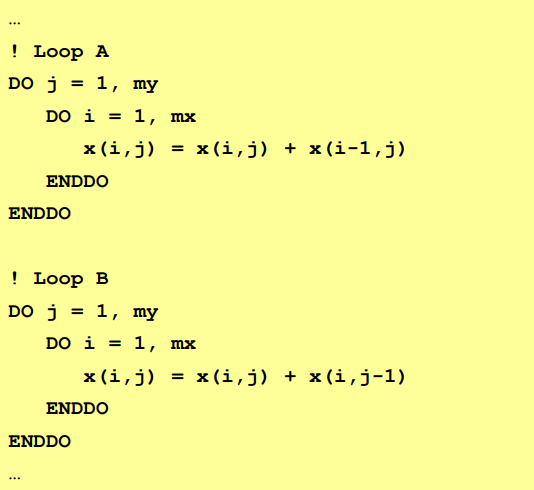 …
! Loop A
DO j = 1, my
   DO i = 1, mx
      x(i,j) = x(i,j) + x(i-1,j)
   ENDDO
ENDDO

! Loop B
DO j = 1, my
   DO i = 1, mx
      x(i,j) = x(i,j) + x(i,j-1)
   ENDDO
ENDDO
…